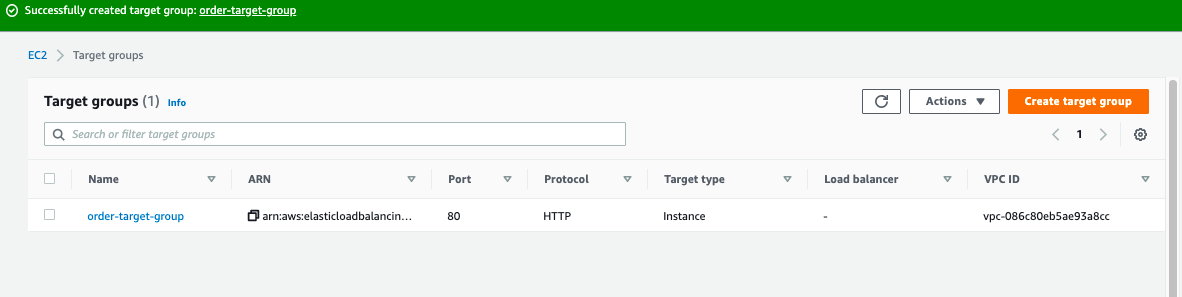 Successfully created target group: order-target-group
EC2 Target groups
Target groups (1) Info
Actions Create target group
Search or filter target groups
1
Name ARN Port Protocol Target type Load balancer VPC ID
order-target-group arn:aws:elasticloadbalancin... 80 HTTP Instance - vpc-086c80eb5ae93a8cc